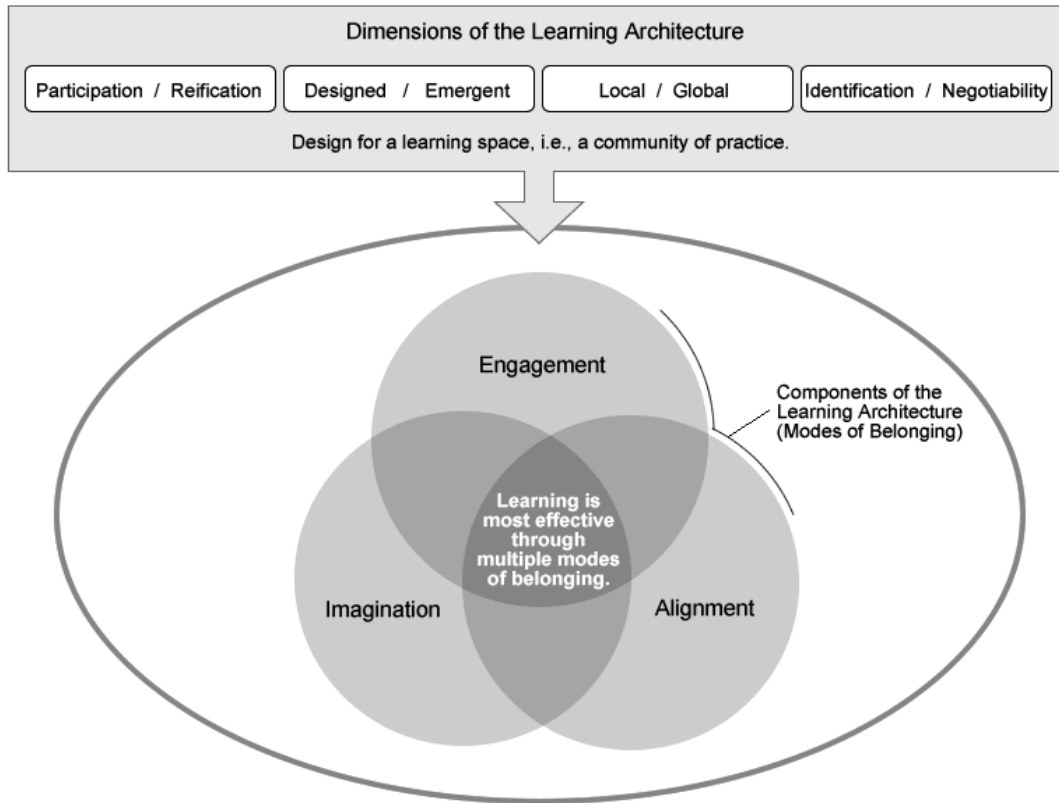 Dimensions of the Learning Architecture
Participation / Reification
Designed / Emergent
Local / Global
Identification / Negotiability
Design for a learning space, i.e., a community of practice.
Engagement
Components of the
Learning Architecture
(Modes of Belonging)
Learning is
most effective
through
multiple modes
of belonging.
Imagination
Alignment